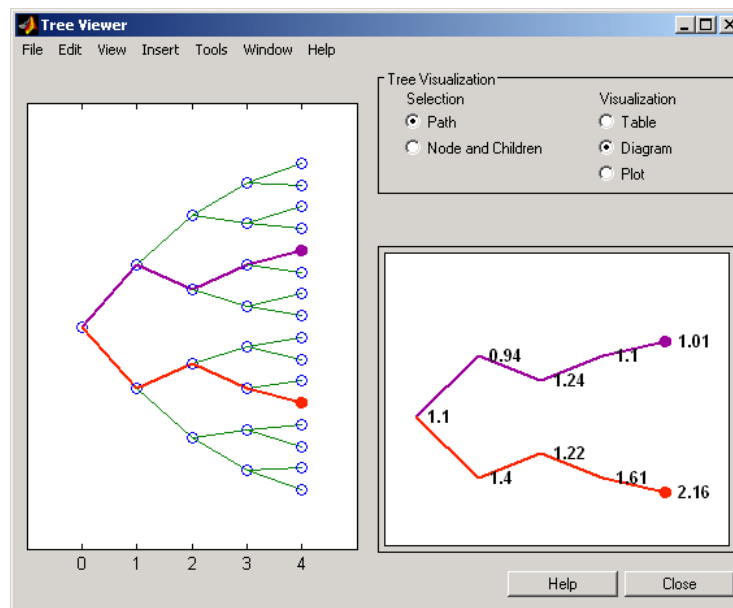 Tree Viewer
File Edit View Insert Tools Window Help
Tree Visualization
Selection Visualization
Path Table
Node and Children Diagram
Plot
0 1 2 3 4
1.01
1.1
0.94
1.24
1.1
1.22
1.4
1.61
2.16
Help Close